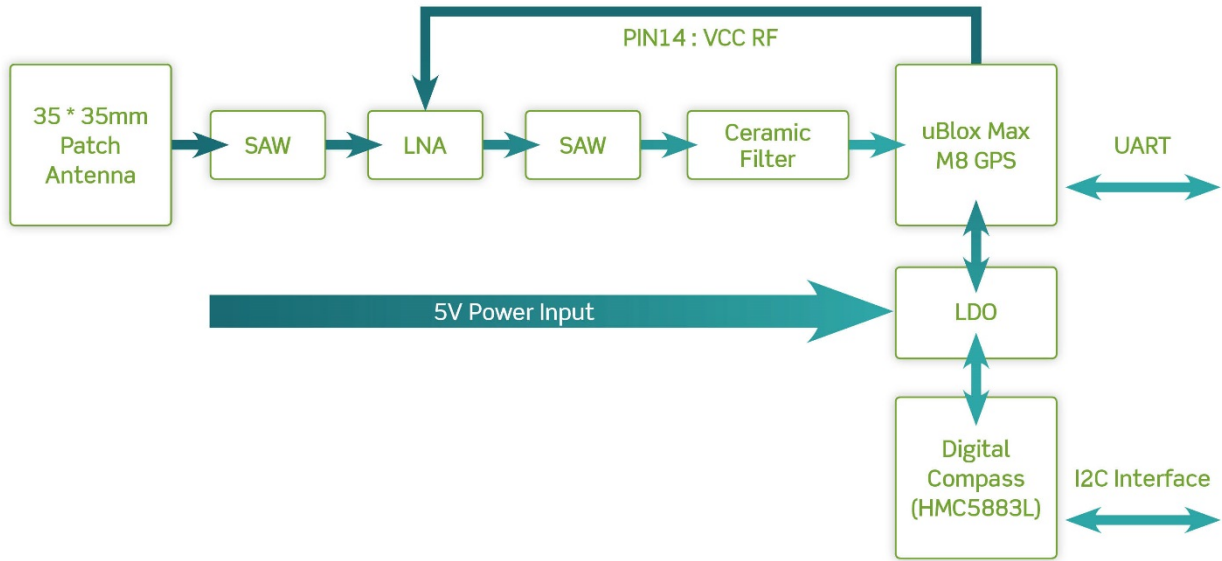 PIN14 : VCC RF
35 * 35mm
Patch
Antenna
SAW
LNA
SAW
Ceramic
Filter
uBlox Max
M8 GPS
UART
5V Power Input
LDO
Digital
Compass
(HMC5883L)
I2C Interface